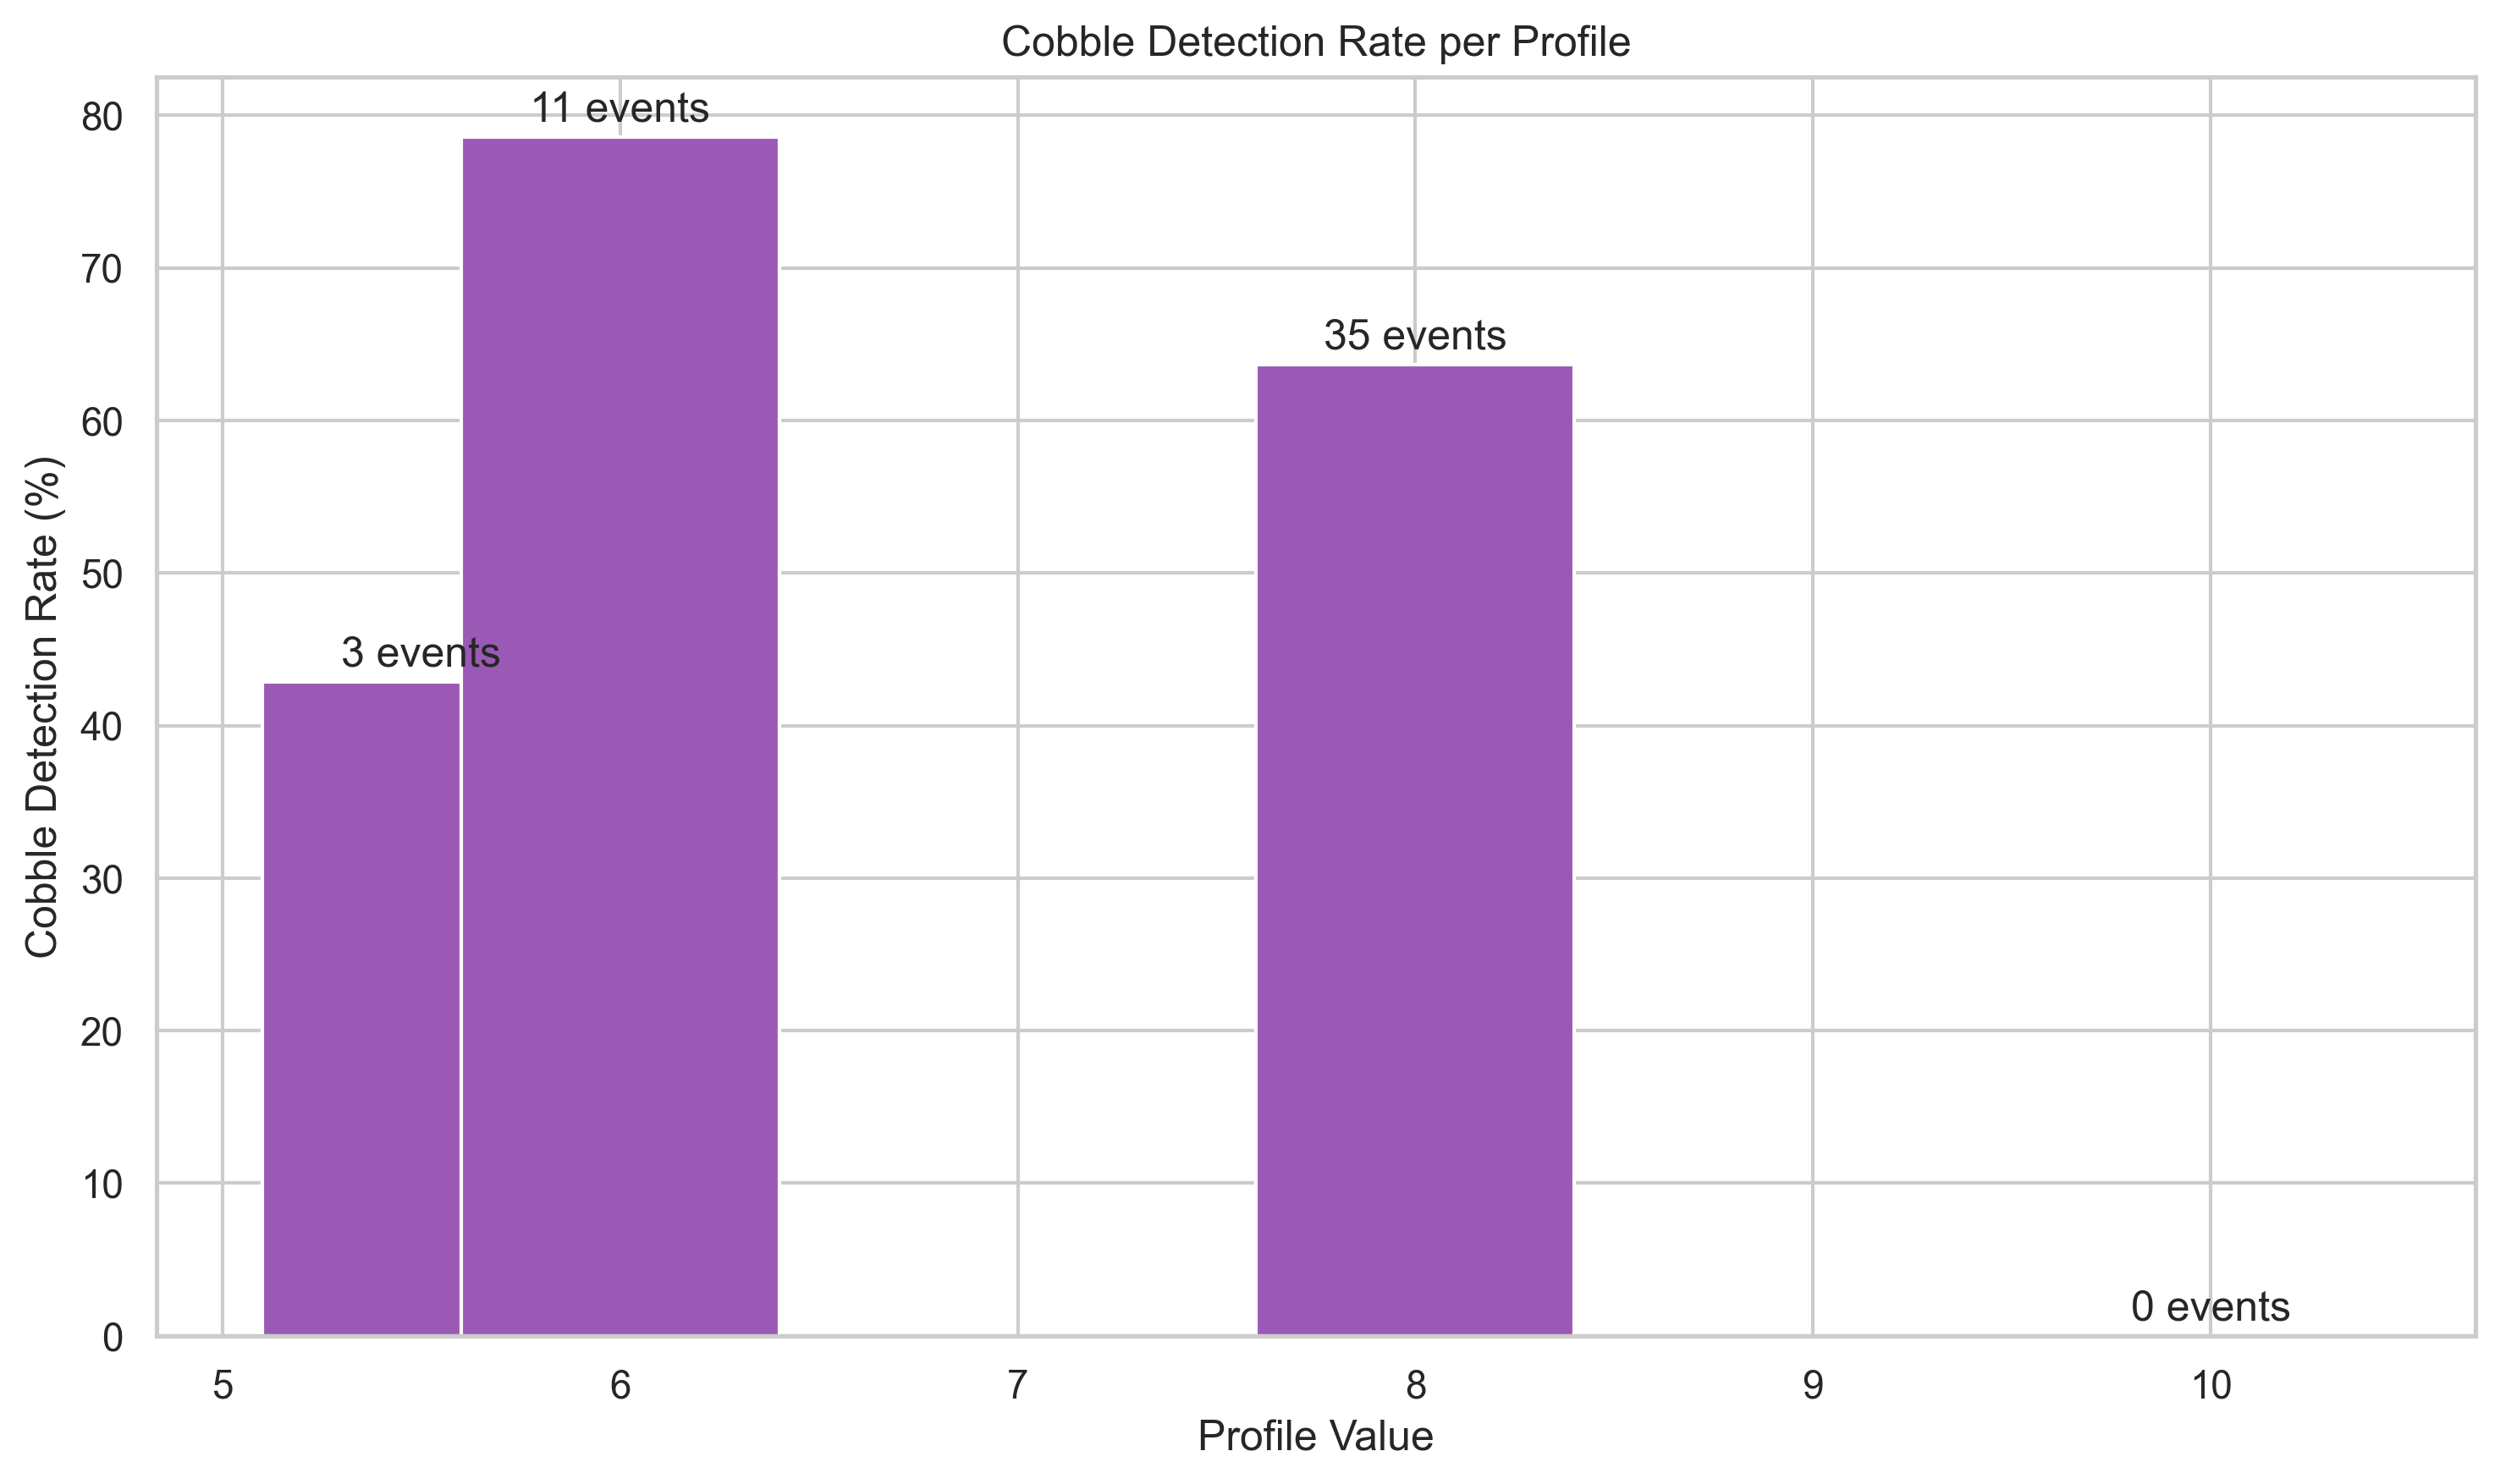 Cobble Detection Rate per Profile
Cobble Detection Rate (%)
80
70
60
50
40
30
20
10
0
11 events
35 events
3 events
0 events
5 6 7 8 9 10
Profile Value